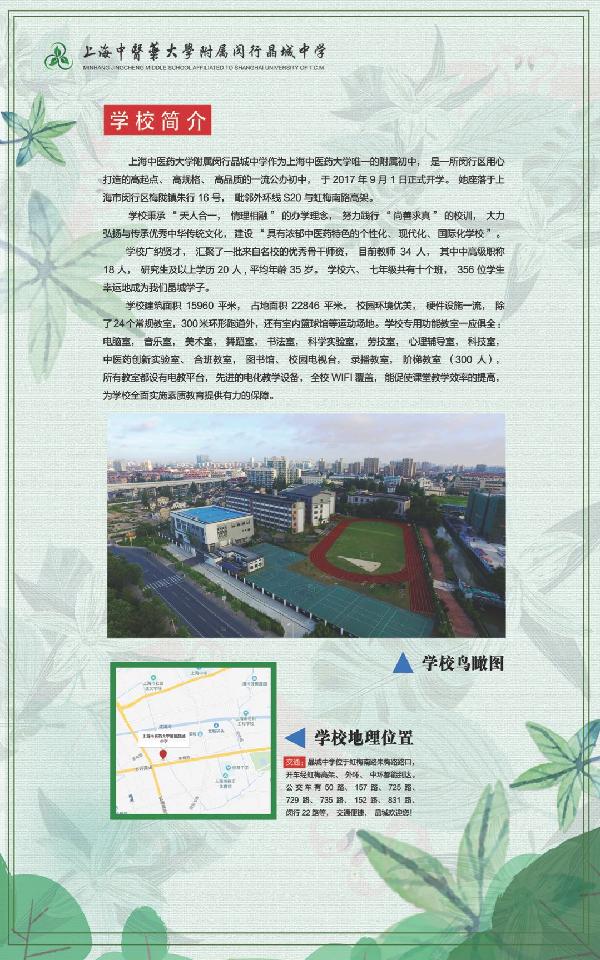 上海中醫藥大學附属闵行晶城中学
MINHANG JINGCHENG MIDDLE SCHOOL AFFILIATED TO SHANGHAI UNIVERSITY OF T.C.M.
学校简介
上海中医药大学附属闵行晶城中学作为上海中医药大学唯一的附属初中， 是一所闵行区用心
打造的高起点、 高规格、 高品质的一流公办初中， 于 2017 年 9 月 1 日正式开学。 她座落于上
海市闵行区梅陇镇朱行 16 号， 毗邻外环线 S20 与虹梅南路高架。
学校秉承 “ 天人合一， 情理相融 ” 的办学理念， 努力践行 “ 尚善求真 ” 的校训， 大力
弘扬与传承优秀中华传统文化， 建设 “ 具有浓郁中医药特色的个性化、 现代化、 国际化学校 ” 。
学校广纳贤才， 汇聚了一批来自名校的优秀骨干师资， 目前教师 34 人， 其中中高级职称
18 人， 研究生及以上学历 20 人 , 平均年龄 35 岁。 学校六、 七年级共有十个班， 356 位学生
幸运地成为我们晶城学子。
学校建筑面积 15960 平米， 占地面积 22846 平米。 校园环境优美， 硬件设施一流， 除
了 24 个常规教室， 300 米环形跑道外， 还有室内篮球馆等运动场地。 学校专用功能教室一应俱全：
电脑室， 音乐室， 美术室， 舞蹈室， 书法室， 科学实验室， 劳技室， 心理辅导室， 科技室，
中医药创新实验室、 合班教室， 图书馆、 校园电视台， 录播教室， 阶梯教室 （300 人），
所有教室都设有电教平台， 先进的电化教学设备， 全校 WIFI 覆盖， 能促使课堂教学效率的提高，
为学校全面实施素质教育提供有力的保障。
学校鸟瞰图
学校地理位置
交通： 晶城中学位于虹梅南路朱梅路路口，
开车经虹梅高架、 外环、 中环都能到达，
公交车有 50 路、 157 路、 725 路、
729 路、 735 路、 152 路、 831 路、
闵行 22 路等， 交通便捷， 晶城欢迎您！